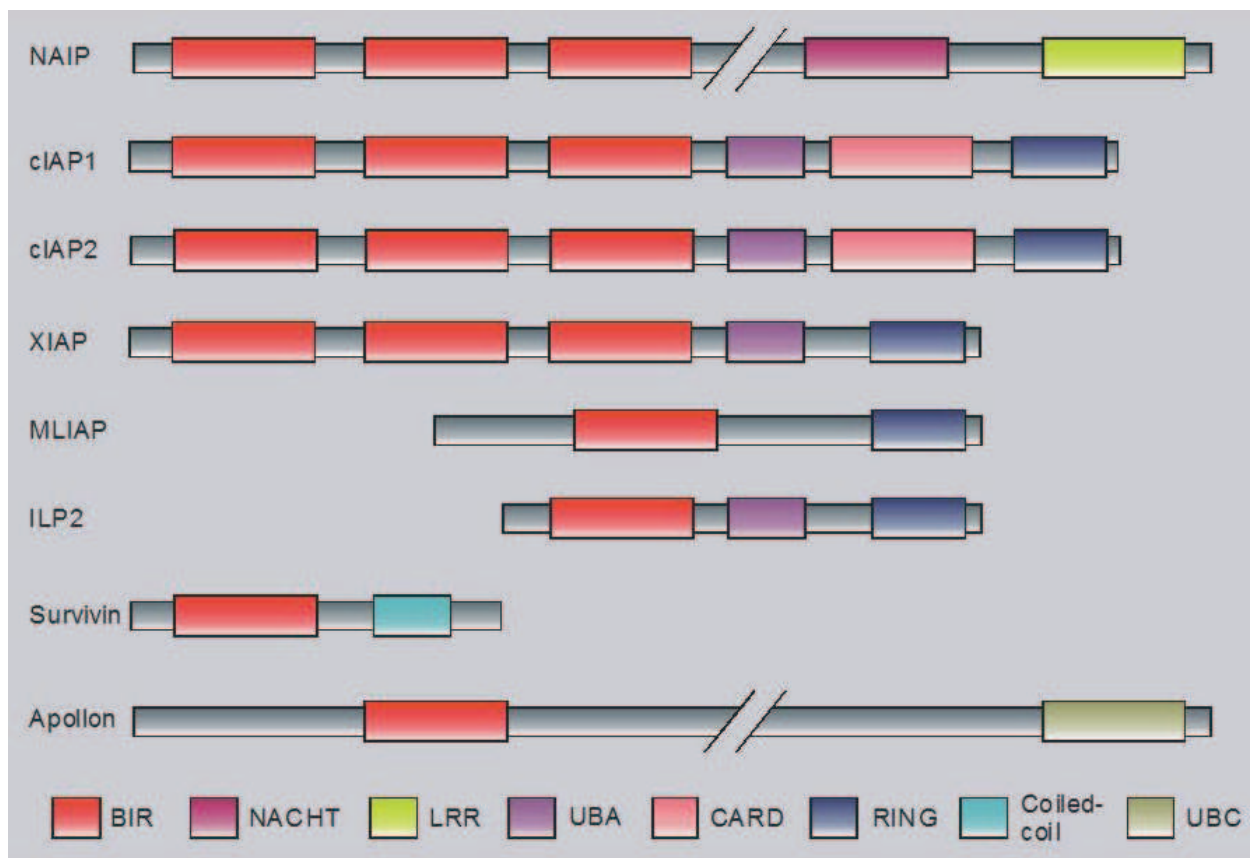 NAIP
cIAP1
cIAP2
XIAP
MLIAP
ILP2
Survivin
Apollon
BIR NACHT LRR UBA CARD RING Coiled-
coil UBC